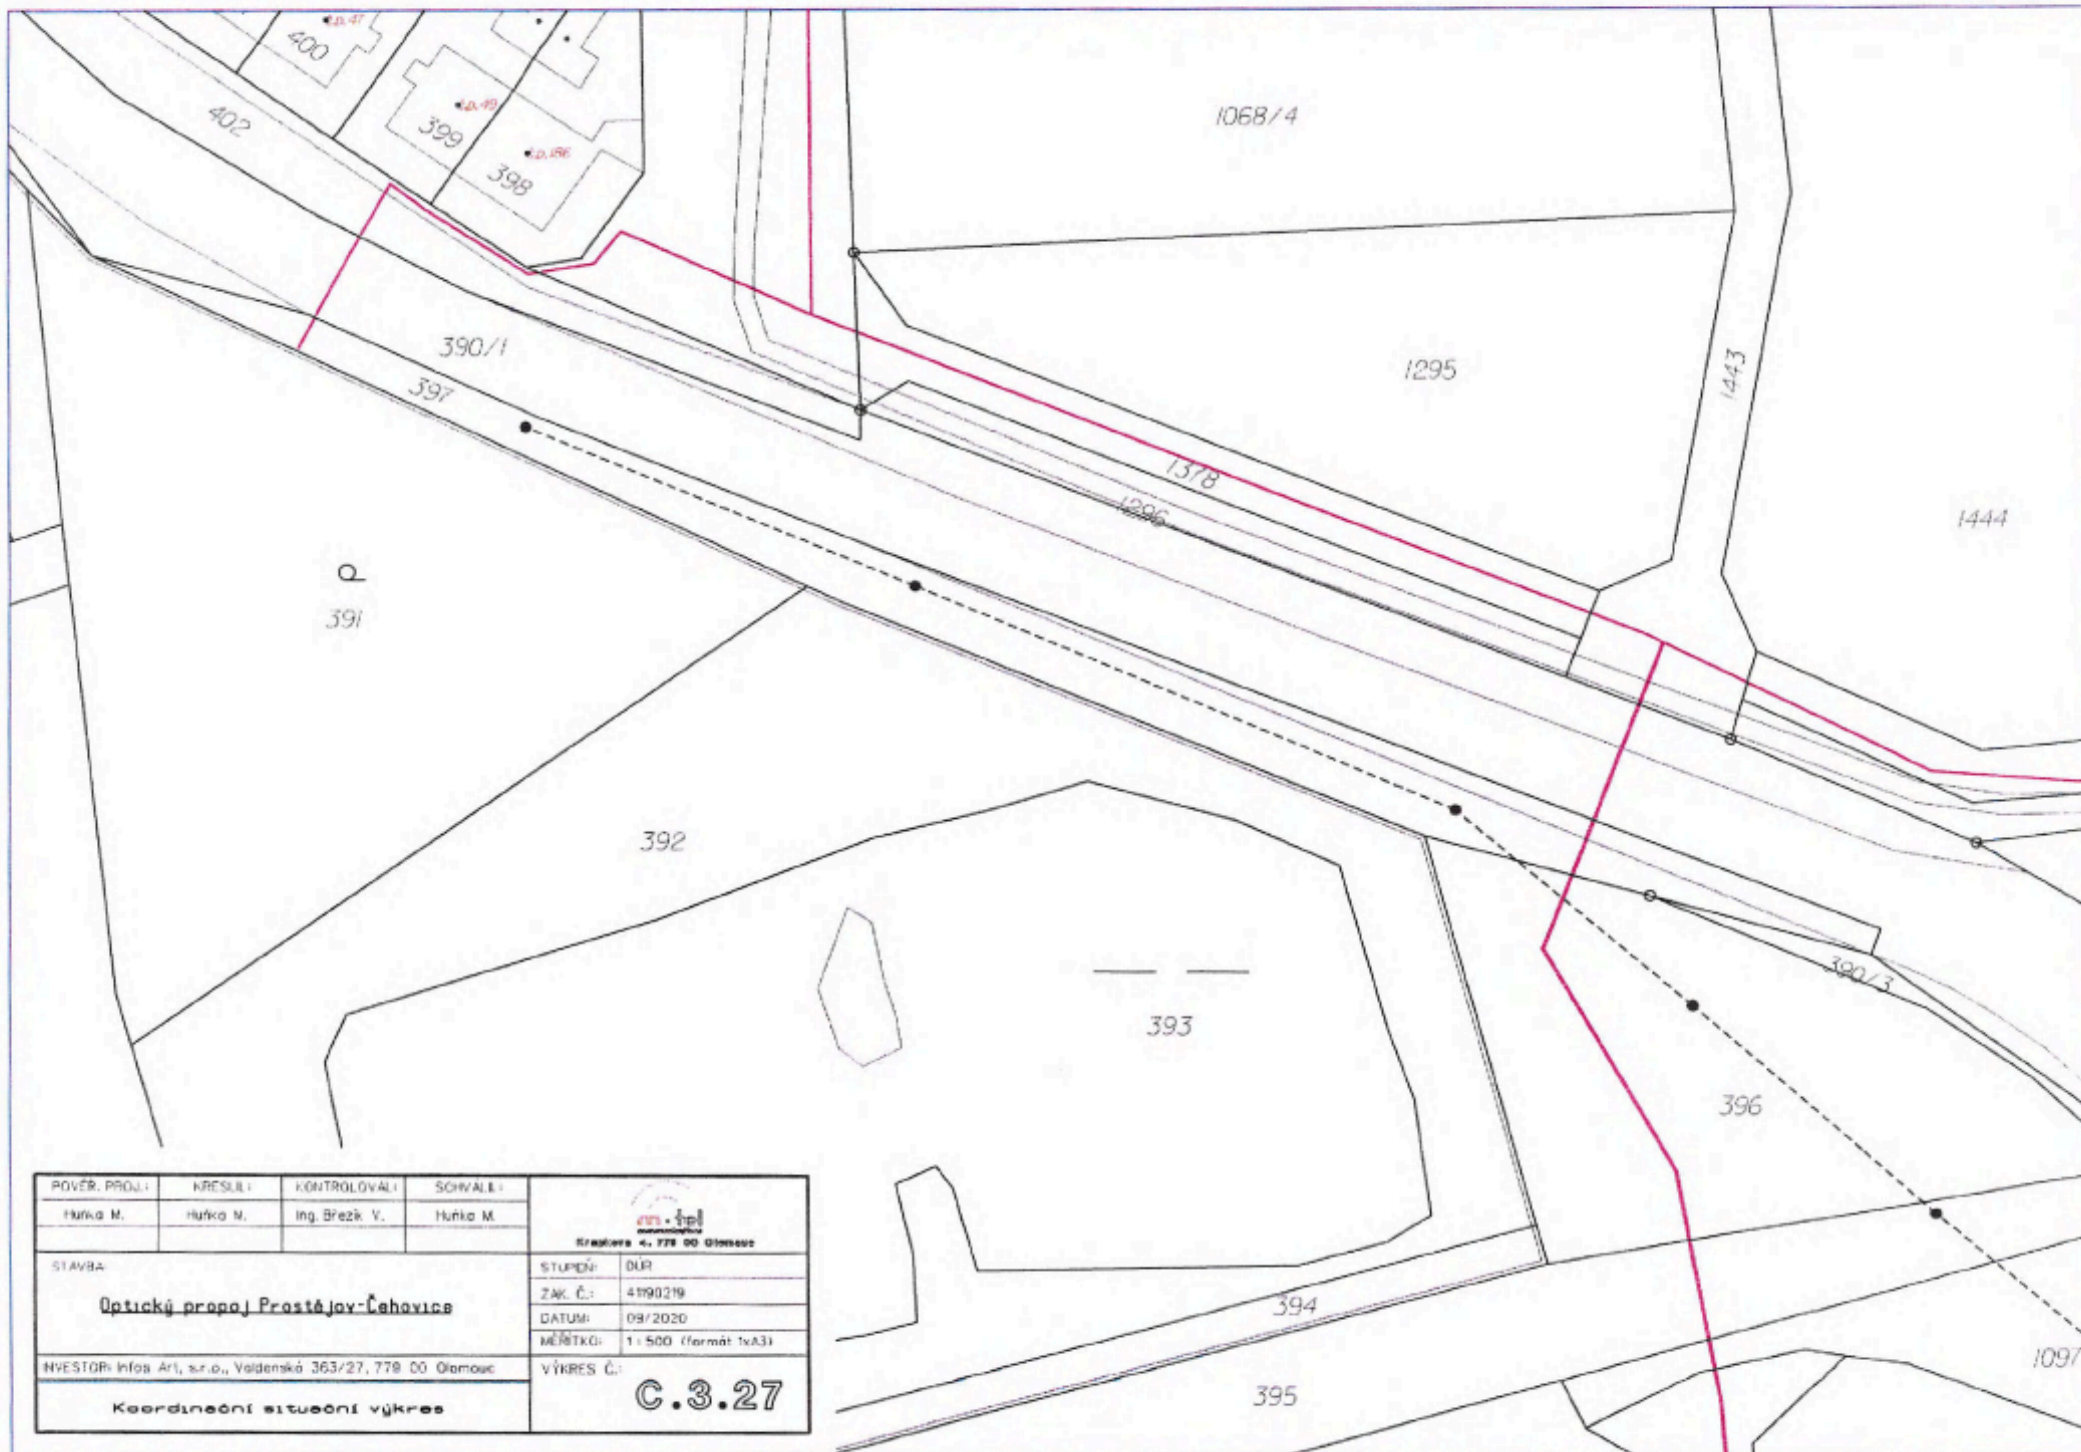 č.p.47
400
402
č.p.49
399
č.p.186
398
1068/4
390/1
397
1295
1443
1378
1296
1444
391
392
393
390/3
396
394
395
1097
POVĚR. PROJ.: KRESLIL: KONTROLOVAL: SCHVÁLIL:
Huňka M. Huňka M. Ing. Březík V. Huňka M.
m-tel
779 00 Olomouc
STAVBA:
Optický propoj Prostějov-Čehovice
STUPEŇ: DÚR
ZAK. Č.: 41190219
DATUM: 09/2020
MĚŘÍTKO: 1:500 (formát 1xA3)
INVESTOR: Infos Art, s.r.o., Valdenská 363/27, 779 00 Olomouc
VÝKRES Č.:
C.3.27
Koordinační situační výkres